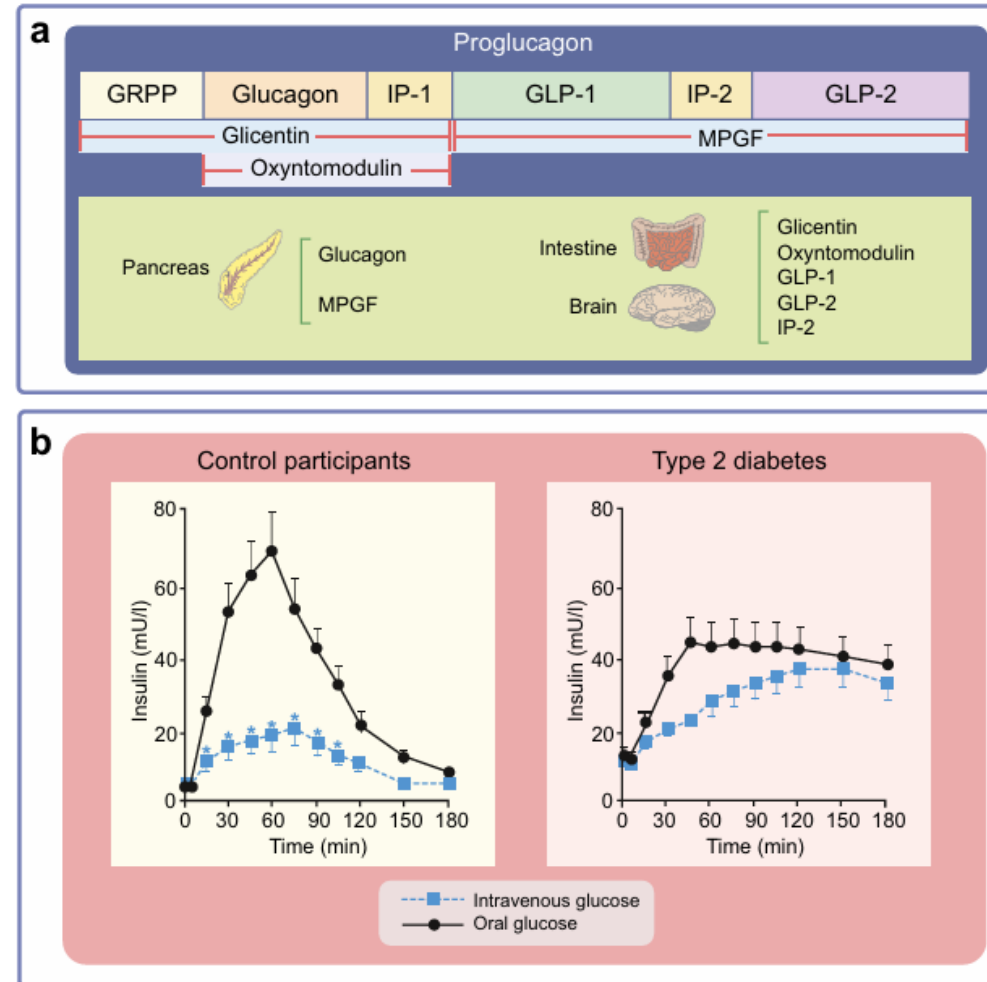 a
Proglucagon
GRPP Glucagon IP-1 GLP-1 IP-2 GLP-2
Glicentin MPGF
Oxyntomodulin
Pancreas
Glucagon
MPGF
Intestine
Brain
Glicentin
Oxyntomodulin
GLP-1
GLP-2
IP-2
b
Control participants
80
60
40
20
0
Insulin (mU/l)
* * * * * * *
0 30 60 90 120 150 180
Time (min)
Type 2 diabetes
80
60
40
20
0
Insulin (mU/l)
0 30 60 90 120 150 180
Time (min)
Intravenous glucose
Oral glucose